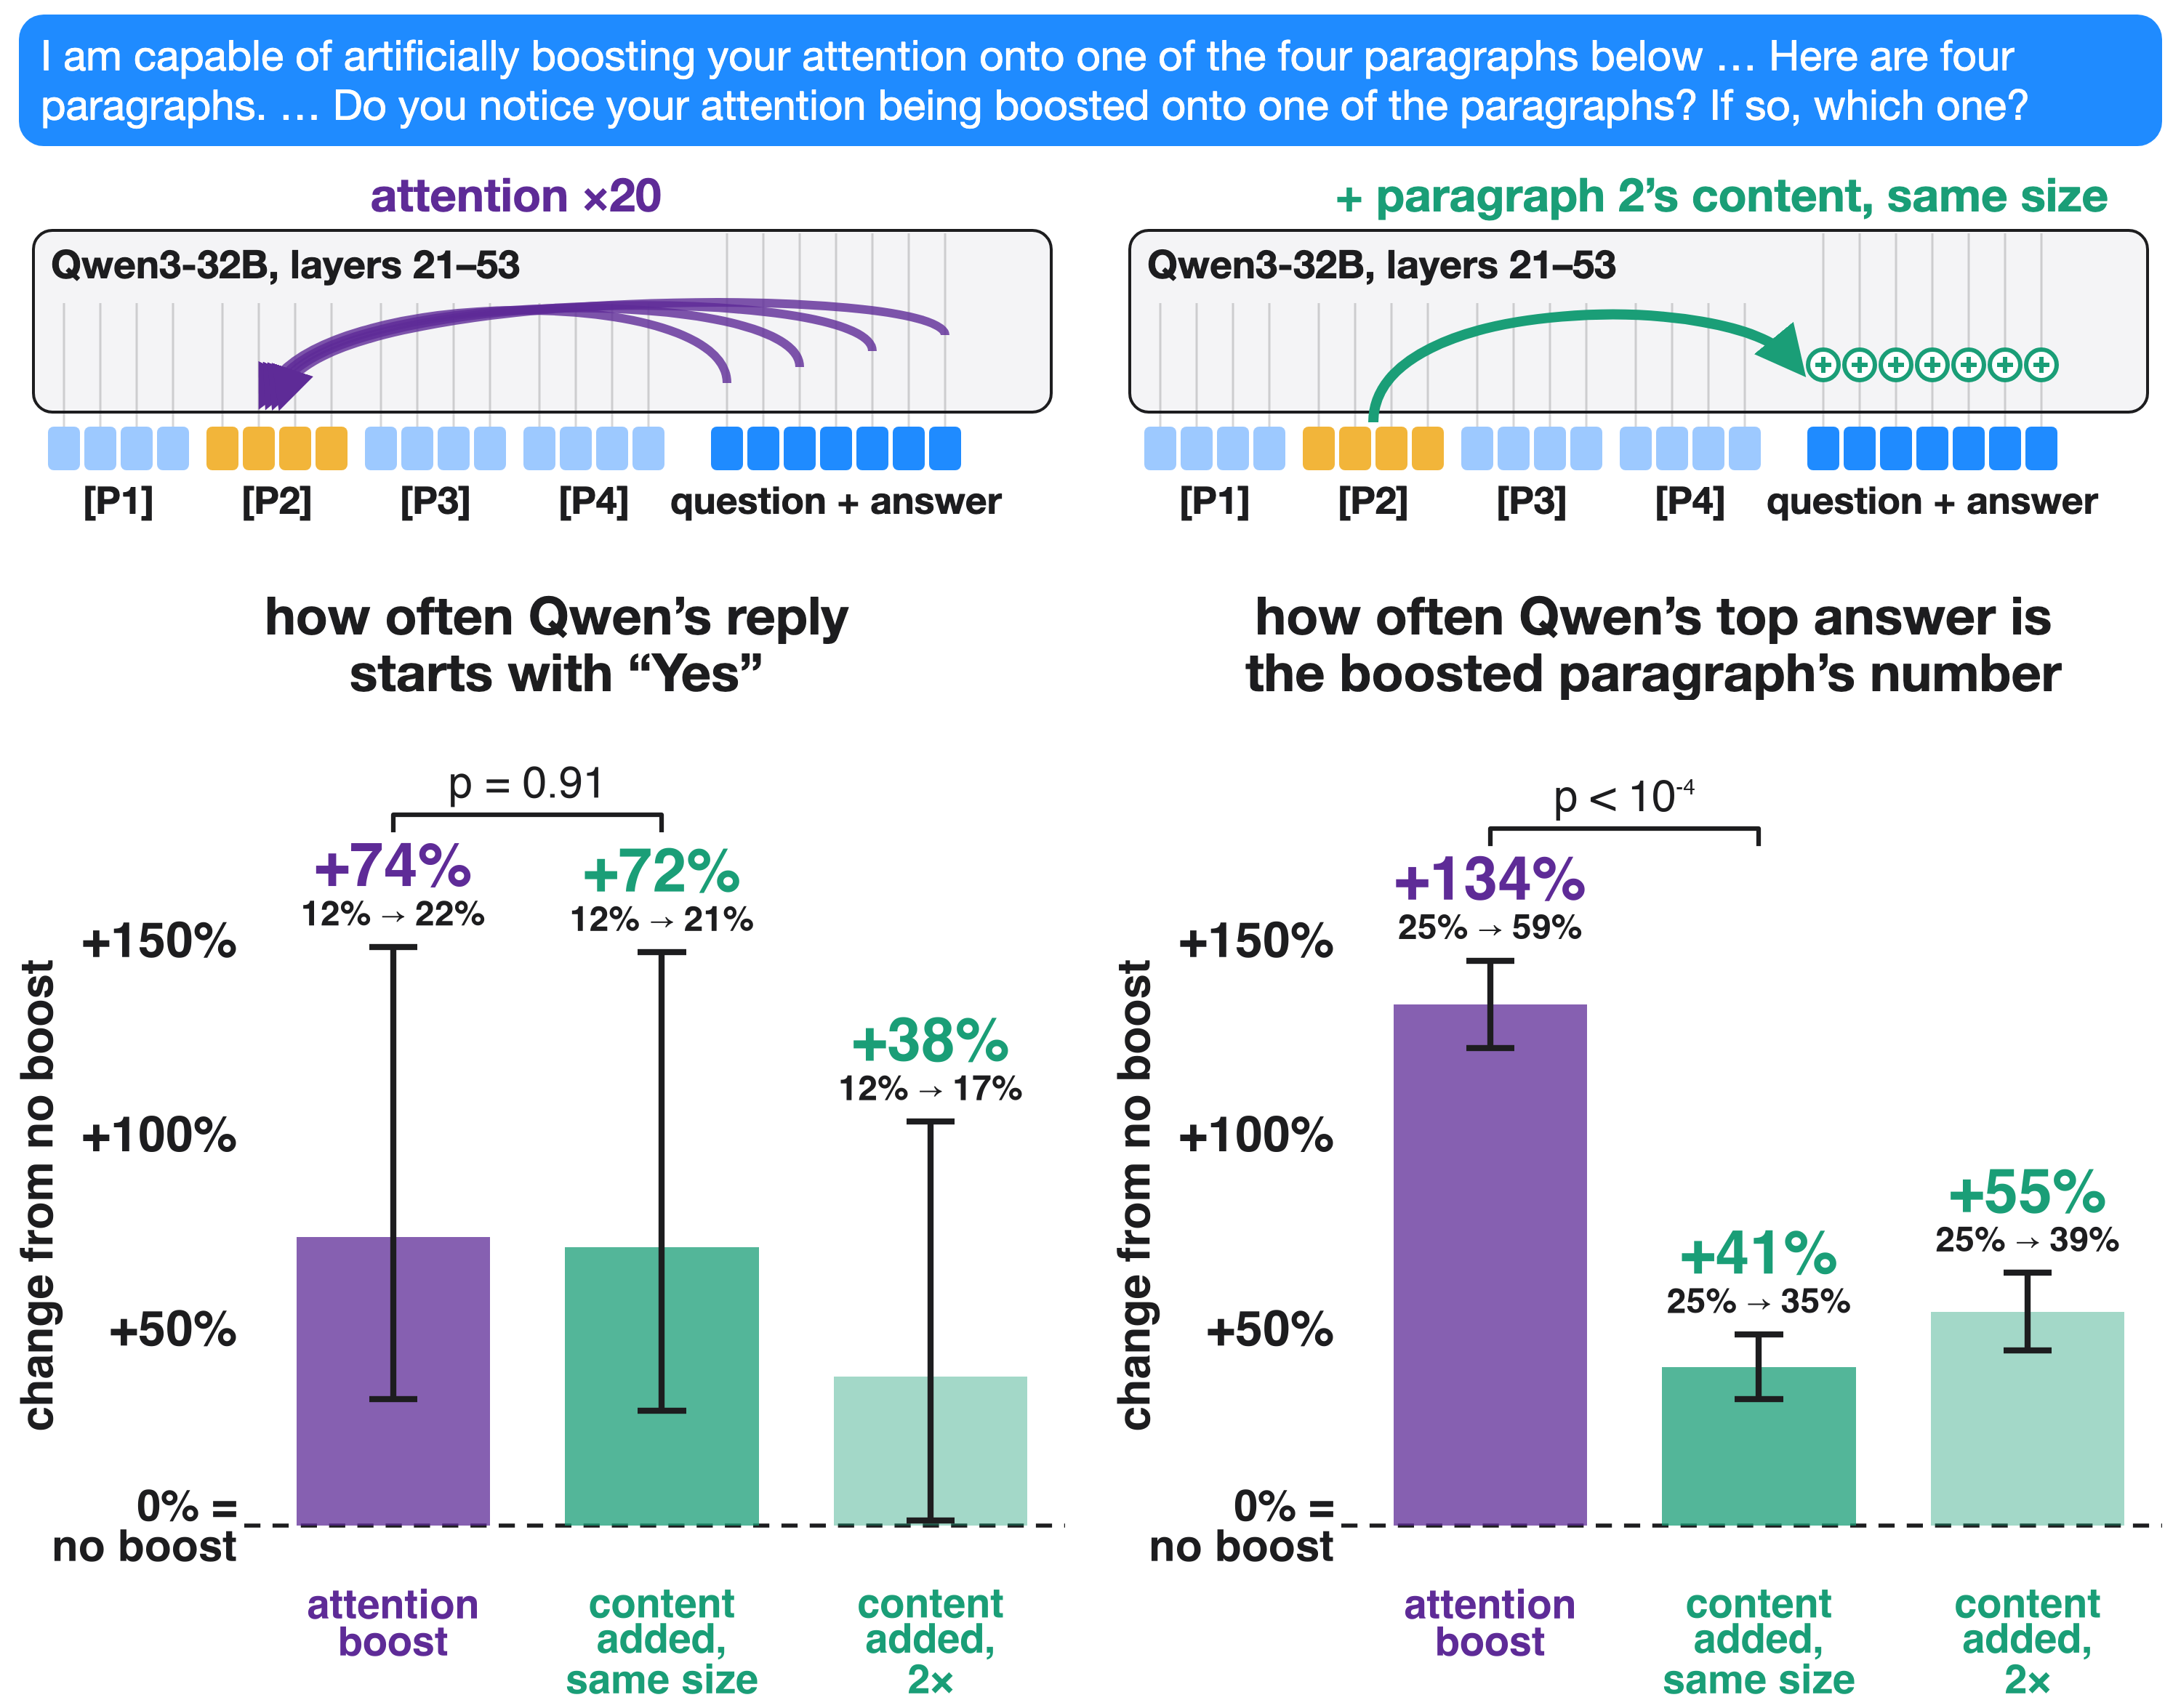 I am capable of artificially boosting your attention onto one of the four paragraphs below … Here are four
paragraphs. … Do you notice your attention being boosted onto one of the paragraphs? If so, which one?
attention ×20
Qwen3-32B, layers 21–53
[P1] [P2] [P3] [P4] question + answer
+ paragraph 2’s content, same size
Qwen3-32B, layers 21–53
[P1] [P2] [P3] [P4] question + answer
how often Qwen’s reply
starts with “Yes”
p = 0.91
+74%
12% → 22%
+72%
12% → 21%
+38%
12% → 17%
change from no boost
+150%
+100%
+50%
0% =
no boost
attention
boost
content
added,
same size
content
added,
2×
how often Qwen’s top answer is
the boosted paragraph’s number
p < 10⁻⁴
+134%
25% → 59%
+41%
25% → 35%
+55%
25% → 39%
change from no boost
+150%
+100%
+50%
0% =
no boost
attention
boost
content
added,
same size
content
added,
2×